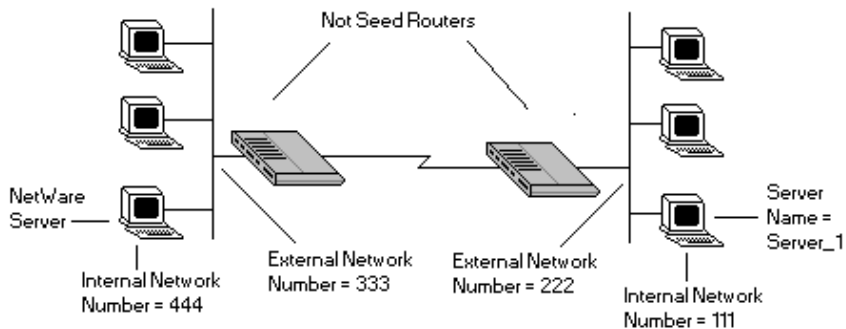 Not Seed Routers
NetWare
Server
Server
Name =
Server_1
External Network
Number = 333
External Network
Number = 222
Internal Network
Number = 444
Internal Network
Number = 111